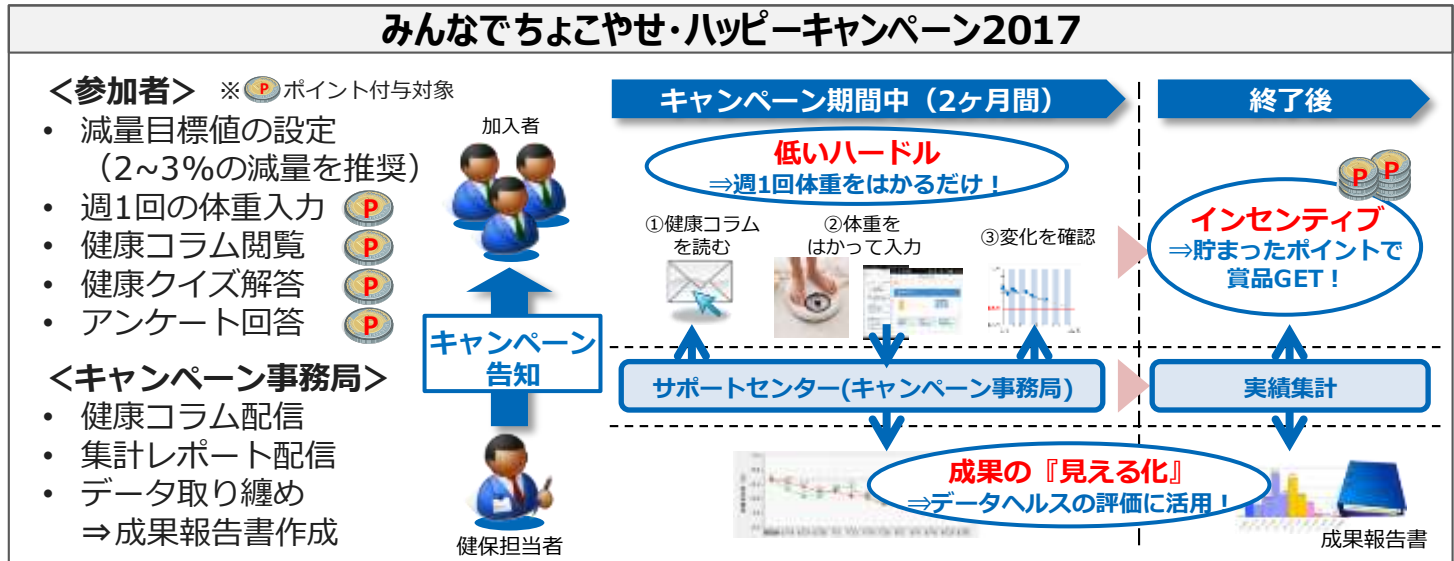 みんなでちょこやせ・ハッピーキャンペーン2017
＜参加者＞ ※Pポイント付与対象
• 減量目標値の設定
（2~3%の減量を推奨）
• 週1回の体重入力 P
• 健康コラム閲覧 P
• 健康クイズ解答 P
• アンケート回答 P
＜キャンペーン事務局＞
• 健康コラム配信
• 集計レポート配信
• データ取り纏め
⇒成果報告書作成
加入者
キャンペーン
告知
健保担当者
キャンペーン期間中（2ヶ月間）
低いハードル
⇒週1回体重をはかるだけ！
①健康コラム
を読む
②体重を
はかって入力
③変化を確認
サポートセンター(キャンペーン事務局)
成果の『見える化』
⇒データヘルスの評価に活用！
終了後
P P
インセンティブ
⇒貯まったポイントで
賞品GET！
実績集計
成果報告書